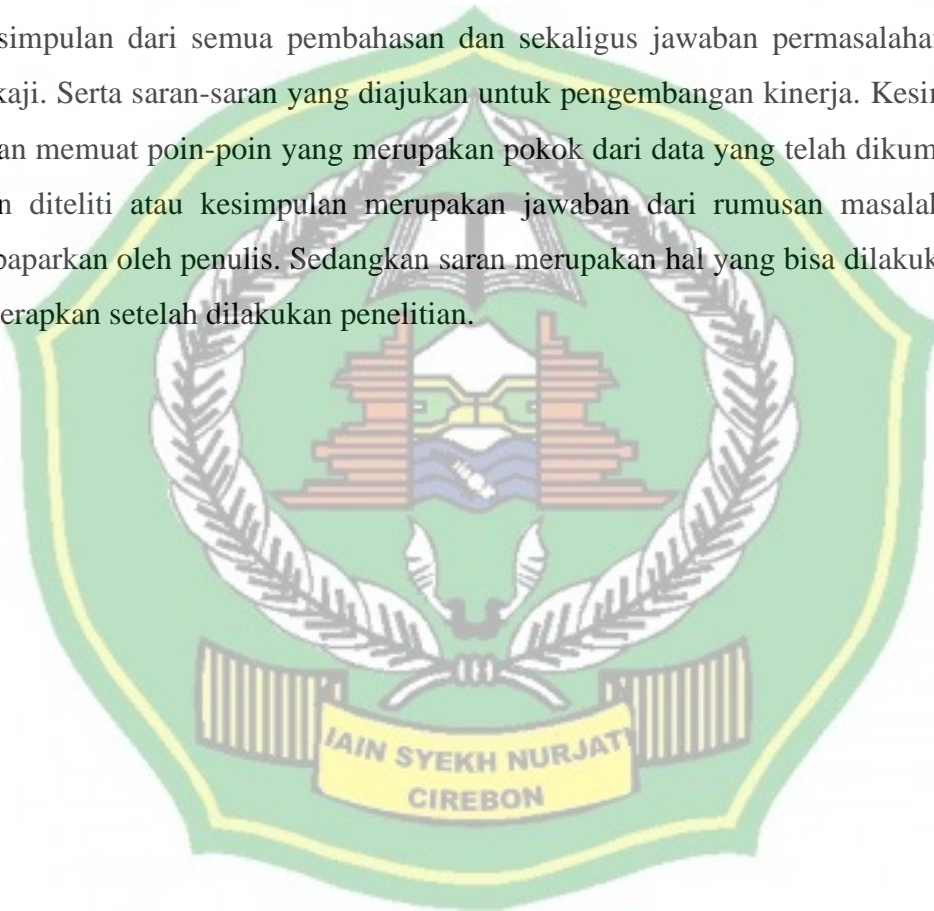 simpulan dari semua pembahasan dan sekaligus jawaban permasalahan
kaji. Serta saran-saran yang diajukan untuk pengembangan kinerja. Kesin
an memuat poin-poin yang merupakan pokok dari data yang telah dikum
n diteliti atau kesimpulan merupakan jawaban dari rumusan masalah
paparkan oleh penulis. Sedangkan saran merupakan hal yang bisa dilakuk
erapkan setelah dilakukan penelitian.
IAIN SYEKH NURJATI
CIREBON